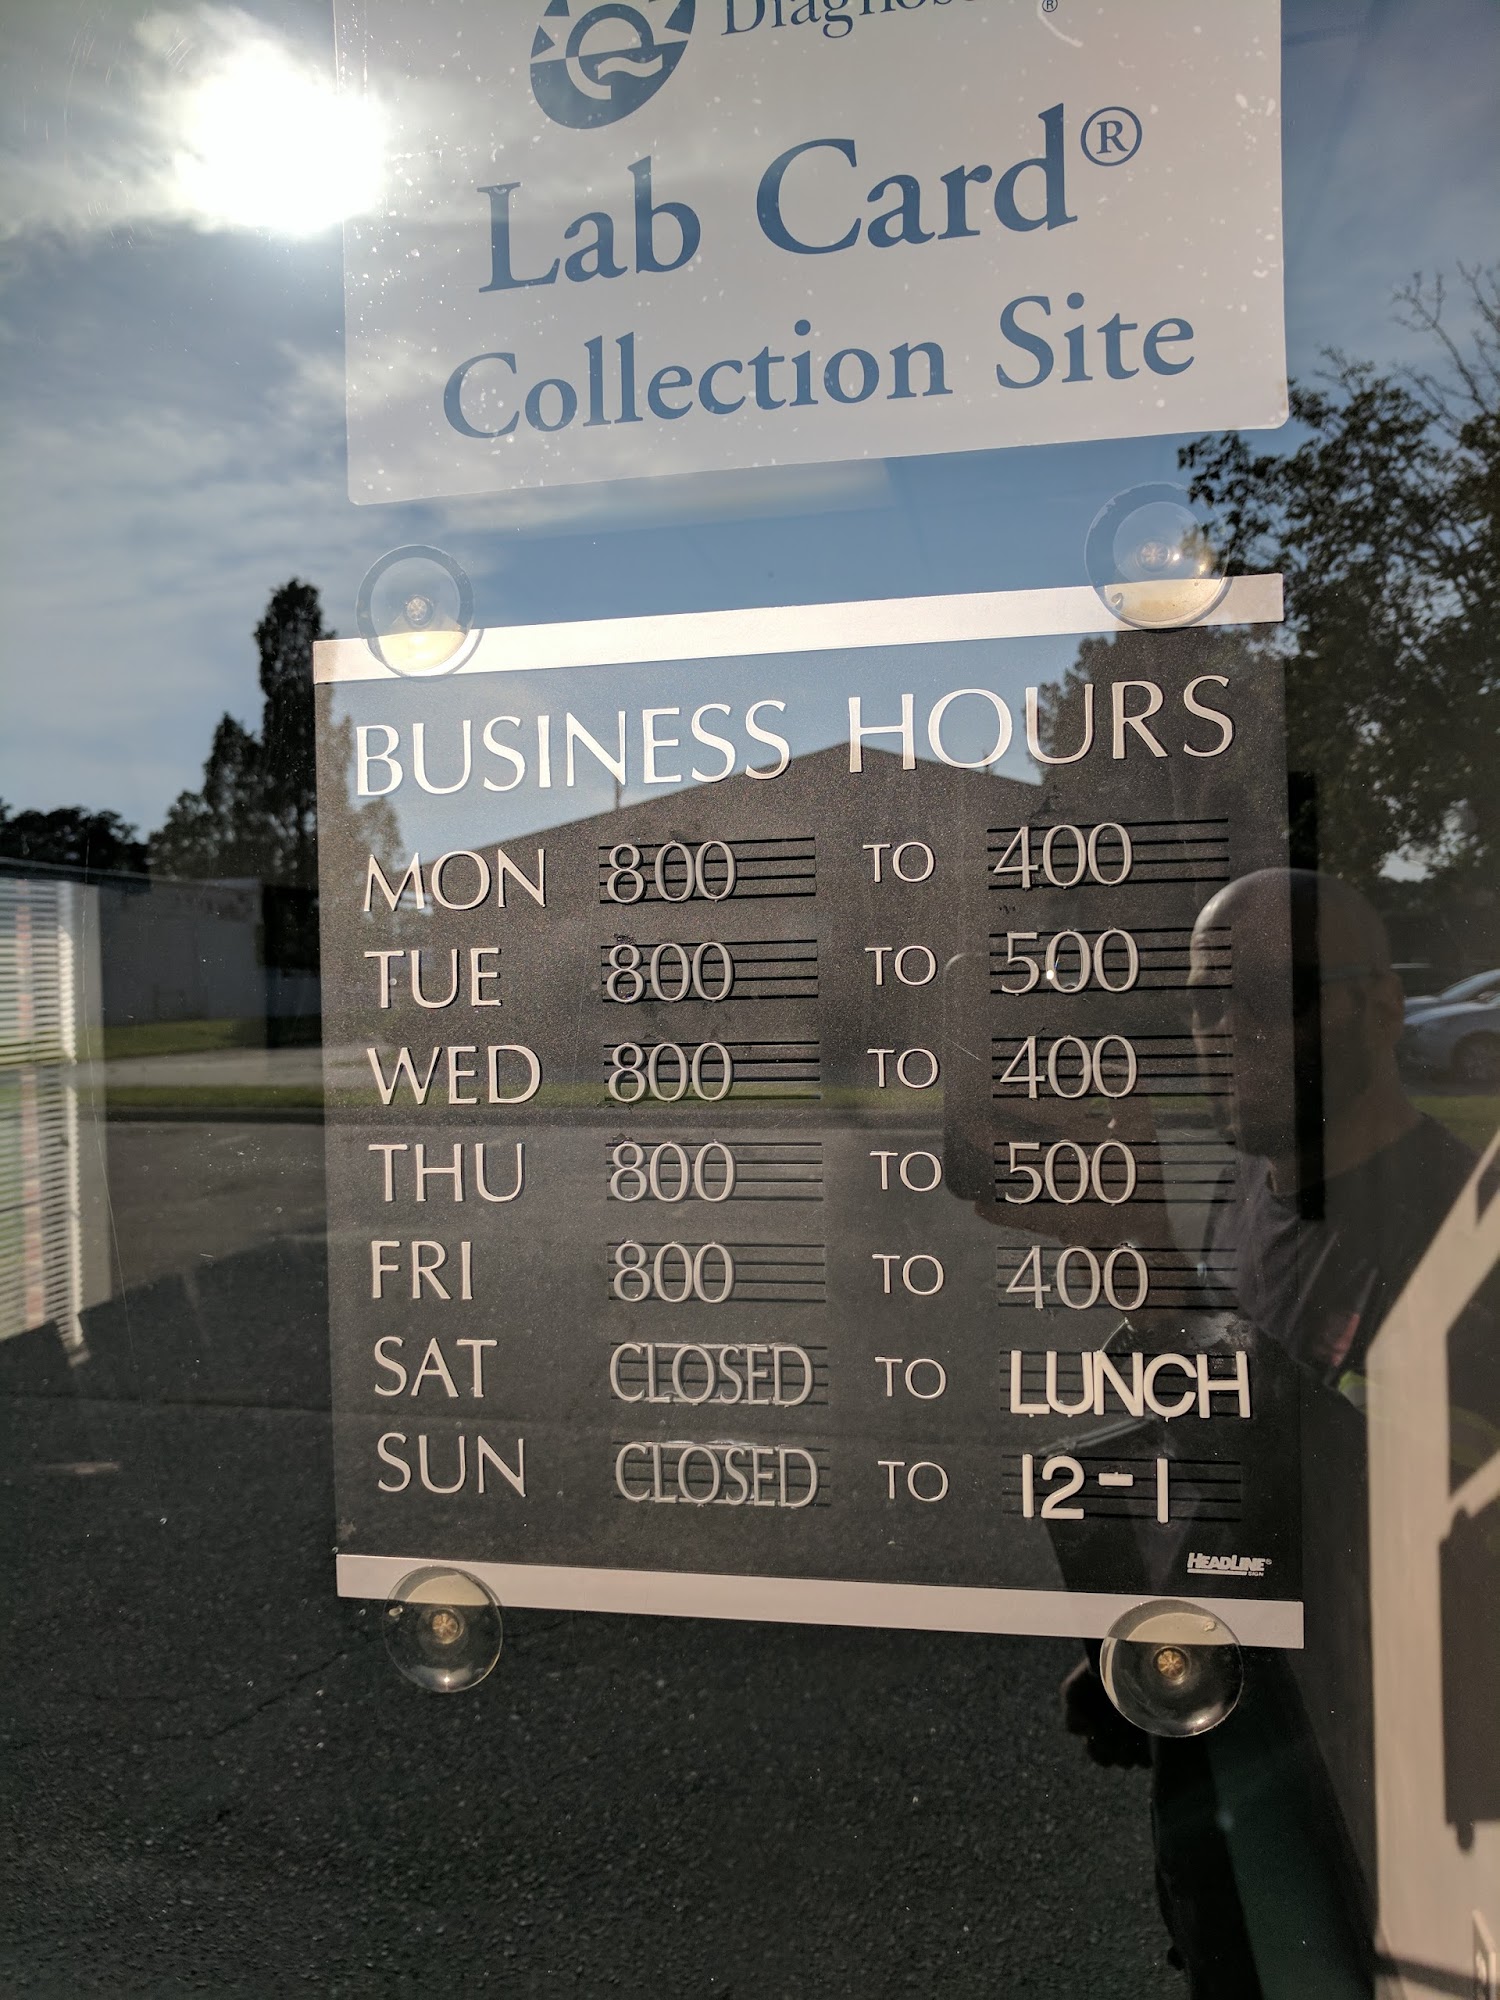 Lab Card®
Collection Site
BUSINESS HOURS
MON 800 TO 400
TUE 800 TO 500
WED 800 TO 400
THU 800 TO 500
FRI 800 TO 400
SAT CLOSED TO LUNCH
SUN CLOSED TO 12-1
HEADLINE®
SIGN